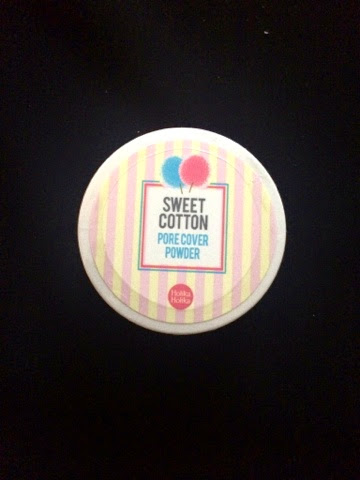 SWEET
COTTON
PORE COVER
POWDER
Holika
Holika